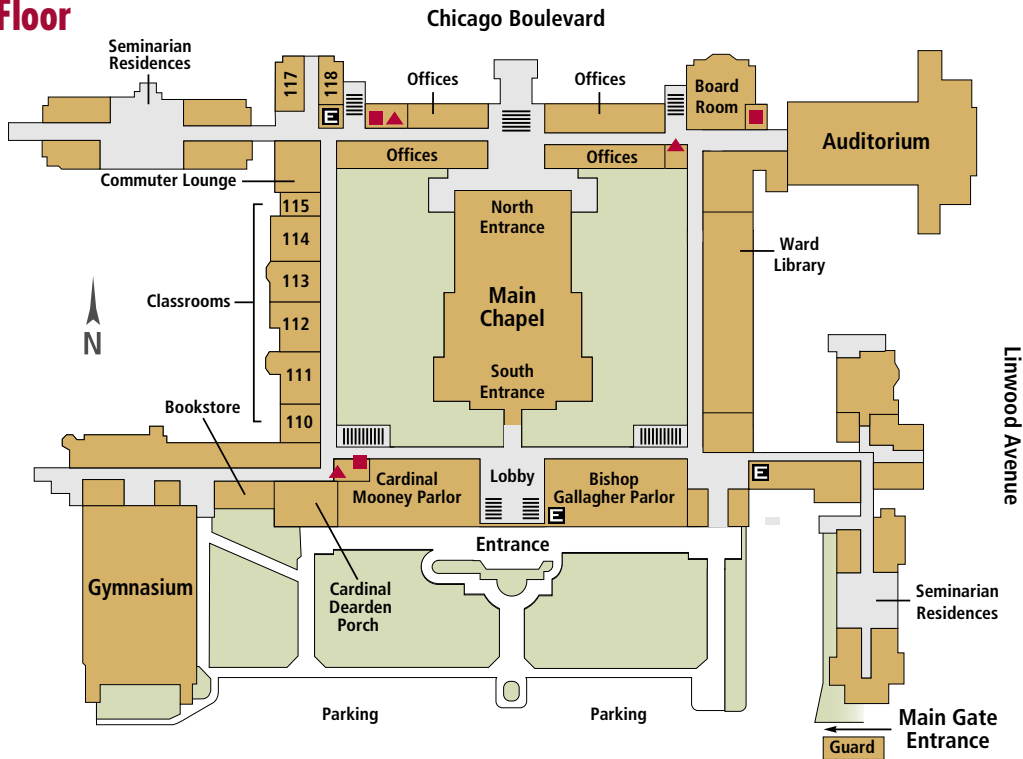 Floor
Chicago Boulevard
Seminarian
Residences
117
118
Offices
Offices
Board
Room
E
Auditorium
Offices
Offices
Commuter Lounge
115
North
Entrance
114
Ward
Library
113
Classrooms
Main
Chapel
112
N
Linwood Avenue
111
South
Entrance
Bookstore
110
Cardinal
Mooney Parlor
Lobby
Bishop
Gallagher Parlor
E
E
Entrance
Gymnasium
Cardinal
Dearden
Porch
Seminarian
Residences
Parking
Parking
Main Gate
Entrance
Guard